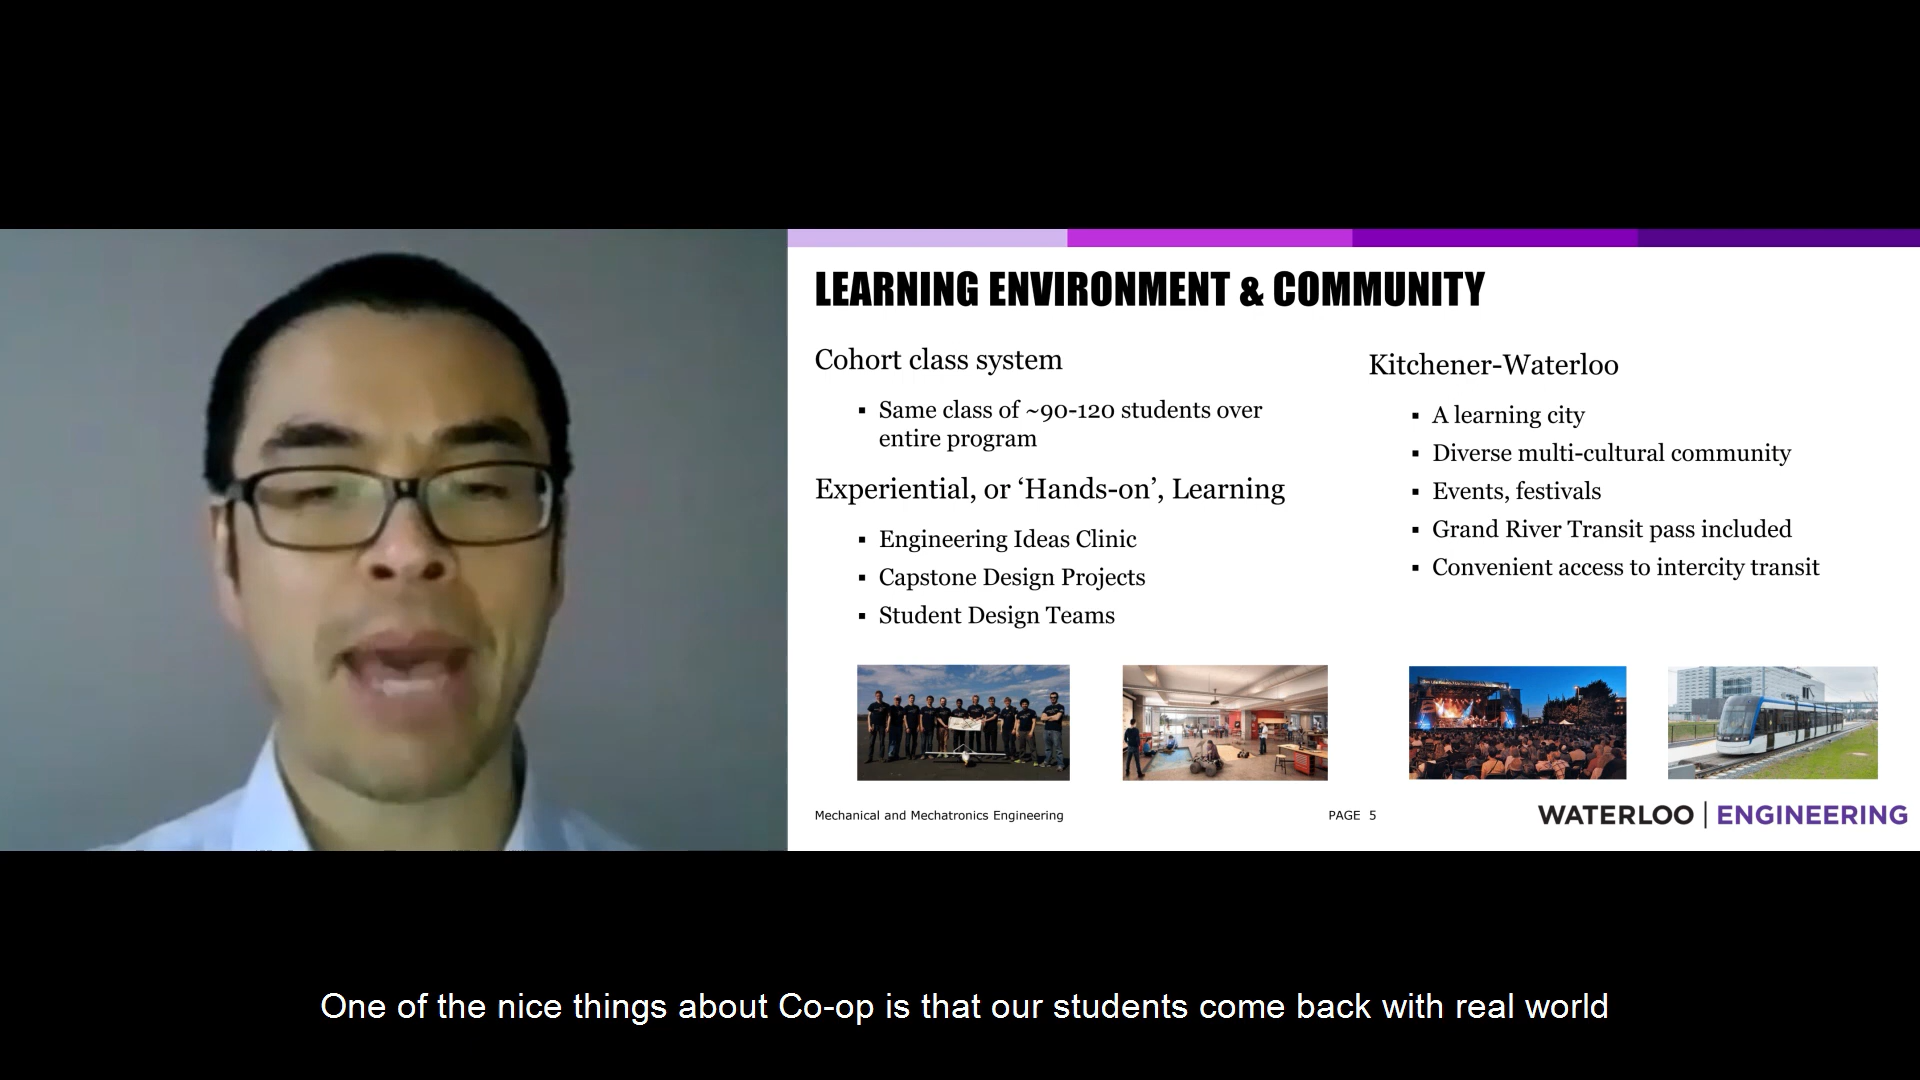 LEARNING ENVIRONMENT & COMMUNITY
Cohort class system
▪ Same class of ~90-120 students over
entire program
Experiential, or ‘Hands-on’, Learning
▪ Engineering Ideas Clinic
▪ Capstone Design Projects
▪ Student Design Teams
Kitchener-Waterloo
▪ A learning city
▪ Diverse multi-cultural community
▪ Events, festivals
▪ Grand River Transit pass included
▪ Convenient access to intercity transit
Mechanical and Mechatronics Engineering
PAGE 5
WATERLOO | ENGINEERING
One of the nice things about Co-op is that our students come back with real world